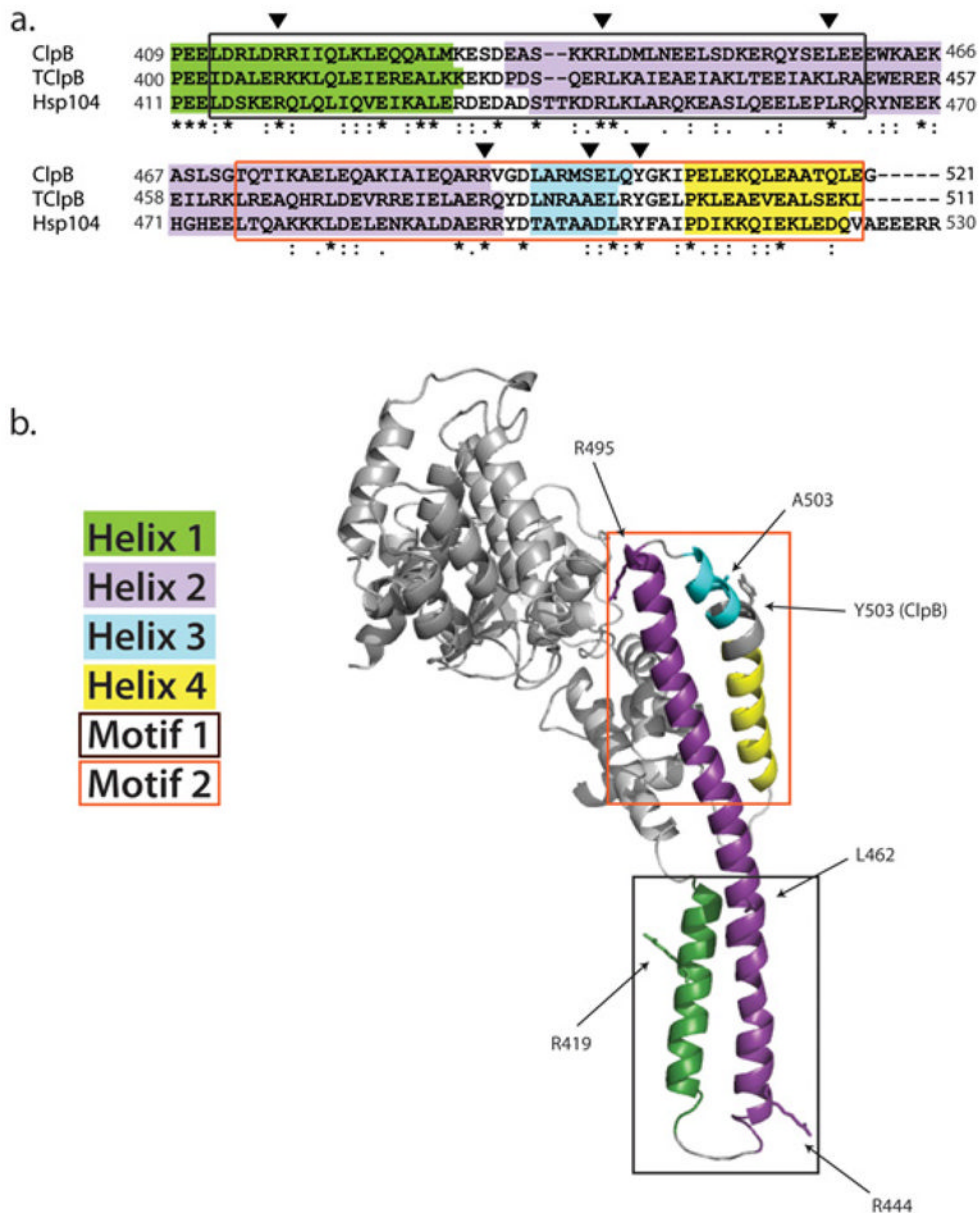 a.
▼ ▼ ▼
ClpB 409 PEELDRLDRRIIQLKLEQQALMKESDEAS--KKRLDMLNEELSDKERQYSELEEEWKAEK 466
TClpB 400 PEEIDALERKKLQLEIEREALKKEKDPDS--QERLKAIEAEIAKLTEEIAKLRAEWERER 457
Hsp104 411 PEELDSKERQLQLIQVEIKALERDEDADSTTKDRLKLARQKEASLQEELEPLRQRYNEEK 470
***:*   *    :::*: **  :. *  *   .: **.   .:  .   :   .  * .    . *:
▼ ▼ ▼
ClpB 467 ASLSGTQTIKAELEQAKIAIEQARRVGDLARMSELQYGKIPELEKQLEAATQLEG----- 521
TClpB 458 EILRKLREAQHRLDEVRREIELAERQYDLNRAAELRYGELPKLEAEVEALSEKL------ 511
Hsp104 471 HGHEELTQAKKKLDELENKALDAERRYDTATAADLRYFAIPDIKKQIEKLEDQVAEEERR 530
: .*:: .   : *.* *   .  ::*:*   :*.:: ::*   :
b.
Helix 1
Helix 2
Helix 3
Helix 4
Motif 1
Motif 2
R495
A503
Y503 (ClpB)
L462
R419
R444